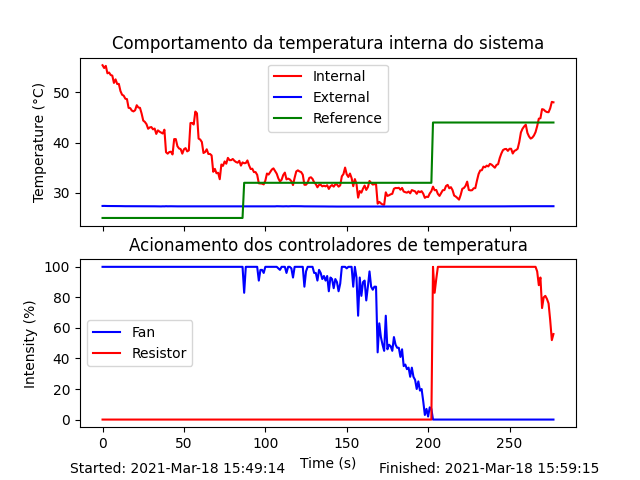 Comportamento da temperatura interna do sistema
Temperature (°C)
50
40
30
Internal
External
Reference
Acionamento dos controladores de temperatura
Intensity (%)
100
80
60
40
20
0
Fan
Resistor
0 50 100 150 200 250
Time (s)
Started: 2021-Mar-18 15:49:14
Finished: 2021-Mar-18 15:59:15